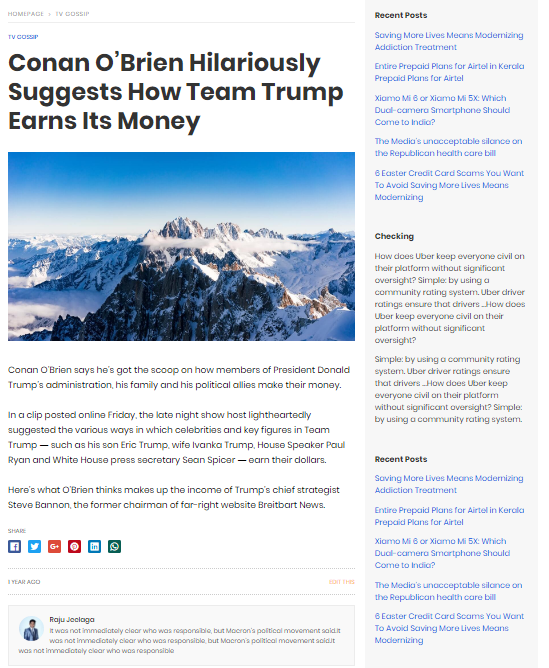 HOMEPAGE › TV GOSSIP
TV GOSSIP
Conan O’Brien Hilariously
Suggests How Team Trump
Earns Its Money
Conan O’Brien says he’s got the scoop on how members of President Donald
Trump’s administration, his family and his political allies make their money.
In a clip posted online Friday, the late night show host lightheartedly
suggested the various ways in which celebrities and key figures in Team
Trump — such as his son Eric Trump, wife Ivanka Trump, House Speaker Paul
Ryan and White House press secretary Sean Spicer — earn their dollars.
Here’s what O’Brien thinks makes up the income of Trump’s chief strategist
Steve Bannon, the former chairman of far-right website Breitbart News.
SHARE
1 YEAR AGO
EDIT THIS
Raju Jeelaga
It was not immediately clear who was responsible, but Macron’s political movement said.It
was not immediately clear who was responsible, but Macron’s political movement said.It
was not immediately clear who was responsible
Recent Posts
Saving More Lives Means Modernizing
Addiction Treatment
Entire Prepaid Plans for Airtel in Kerala
Prepaid Plans for Airtel
Xiamo Mi 6 or Xiamo Mi 5X: Which
Dual-camera Smartphone Should
Come to India?
The Media’s unacceptable silence on
the Republican health care bill
6 Easter Credit Card Scams You Want
To Avoid Saving More Lives Means
Modernizing
Checking
How does Uber keep everyone civil on
their platform without significant
oversight? Simple: by using a
community rating system. Uber driver
ratings ensure that drivers ...How does
Uber keep everyone civil on their
platform without significant
oversight?
Simple: by using a community rating
system. Uber driver ratings ensure
that drivers ...How does Uber keep
everyone civil on their platform
without significant oversight? Simple:
by using a community rating system.
Recent Posts
Saving More Lives Means Modernizing
Addiction Treatment
Entire Prepaid Plans for Airtel in Kerala
Prepaid Plans for Airtel
Xiamo Mi 6 or Xiamo Mi 5X: Which
Dual-camera Smartphone Should
Come to India?
The Media’s unacceptable silence on
the Republican health care bill
6 Easter Credit Card Scams You Want
To Avoid Saving More Lives Means
Modernizing